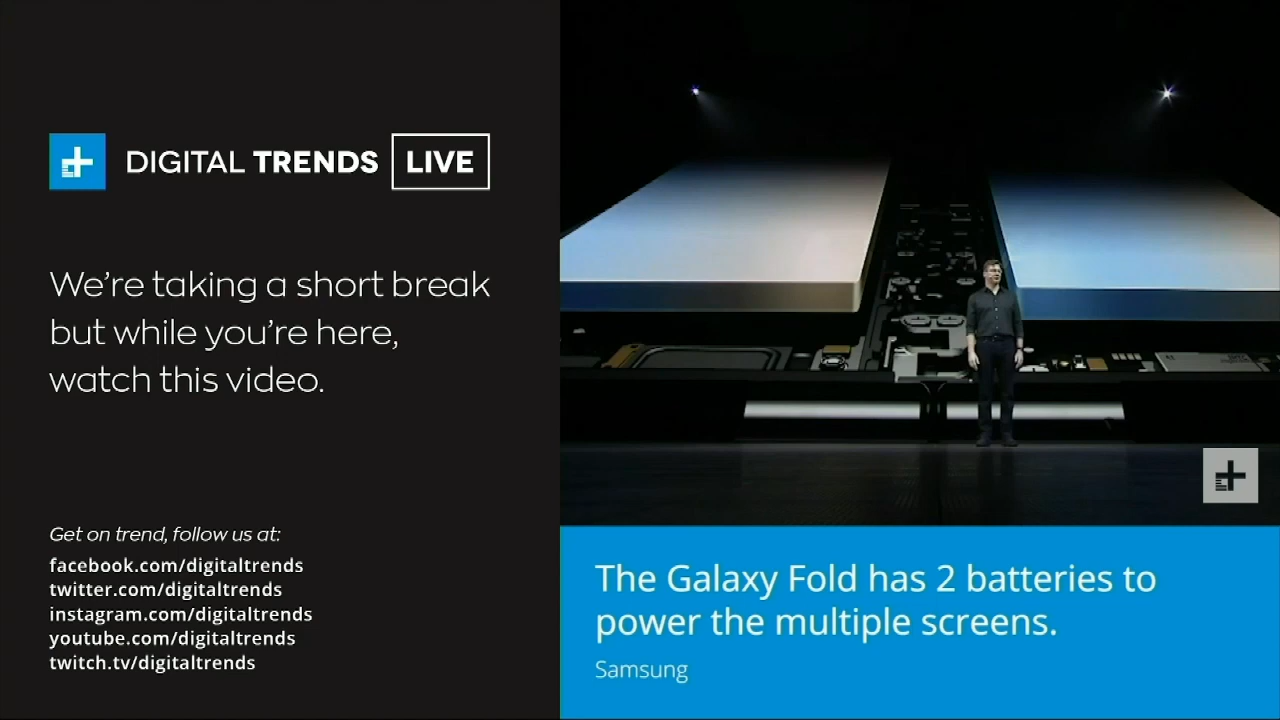 DIGITAL TRENDS LIVE
We're taking a short break
but while you're here,
watch this video.
Get on trend, follow us at:
facebook.com/digitaltrends
twitter.com/digitaltrends
instagram.com/digitaltrends
youtube.com/digitaltrends
twitch.tv/digitaltrends
The Galaxy Fold has 2 batteries to
power the multiple screens.
Samsung